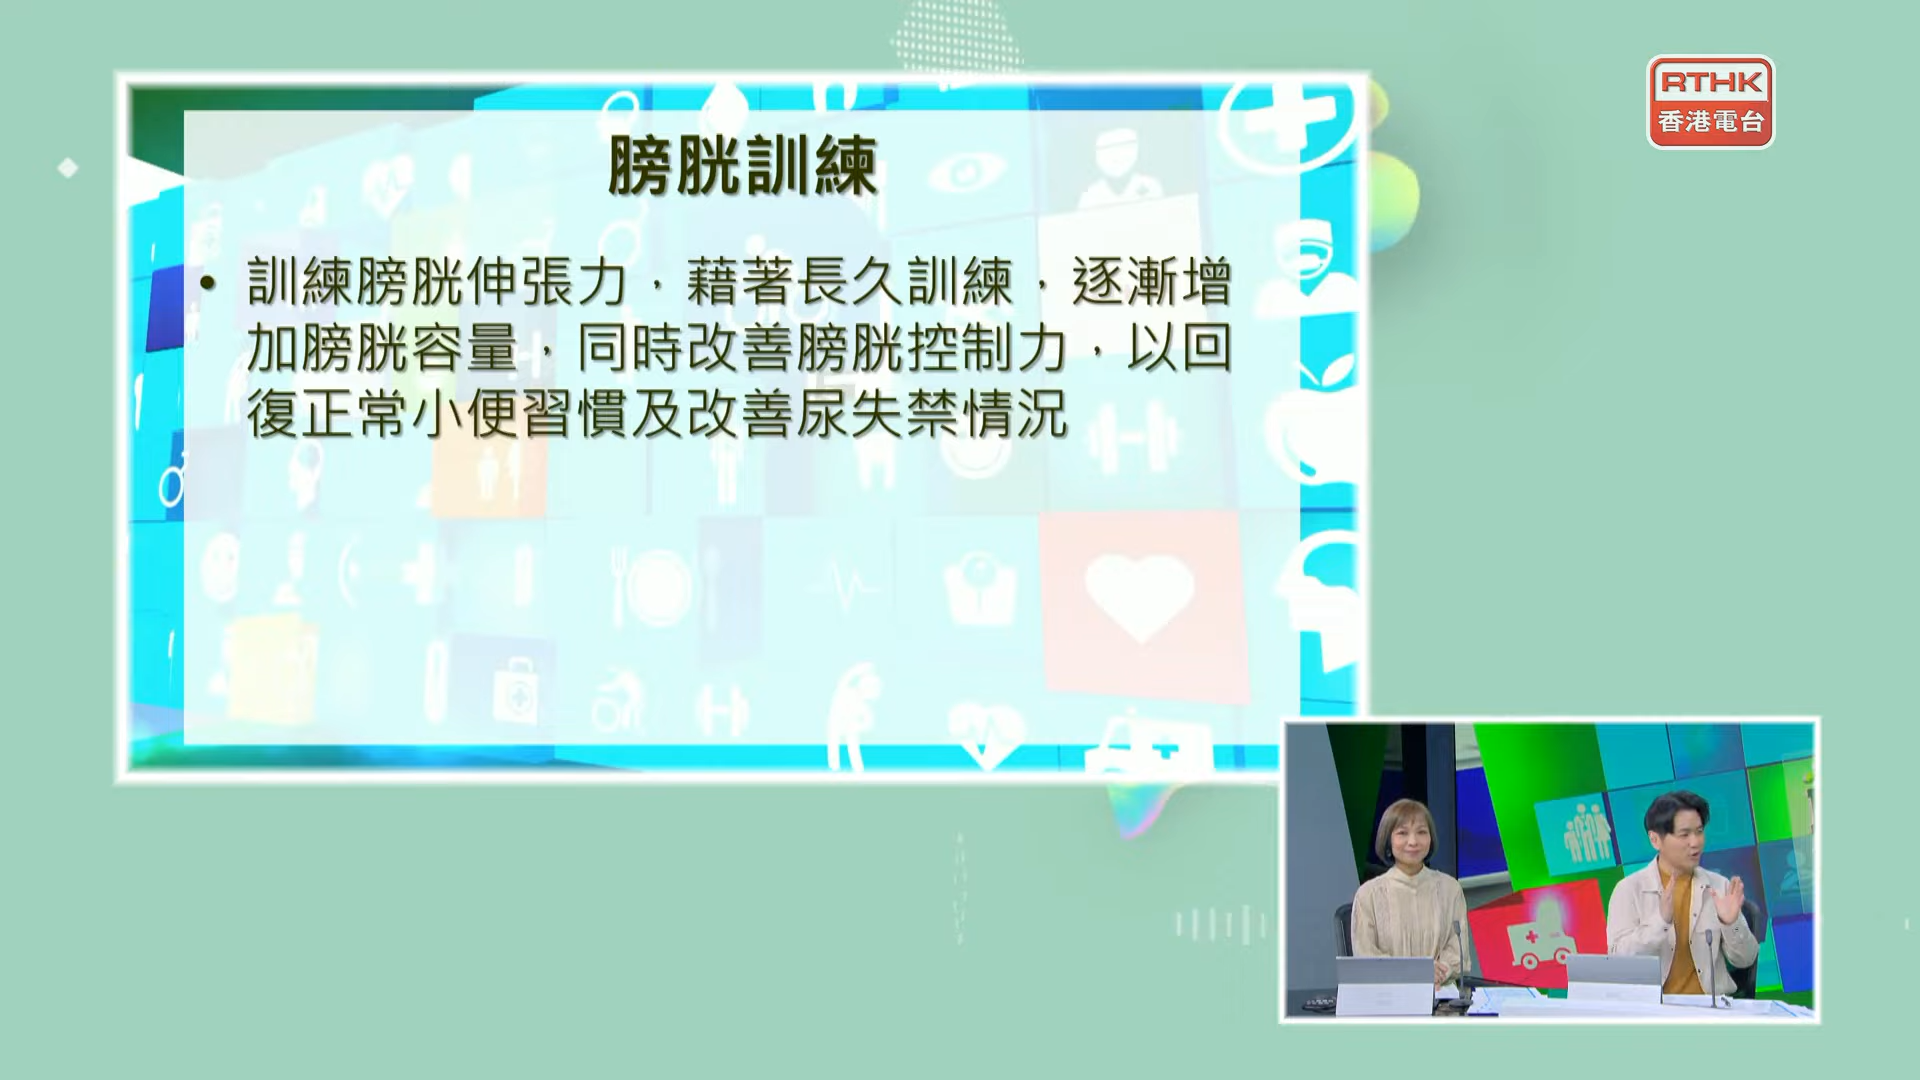 膀胱訓練
• 訓練膀胱伸張力，藉著長久訓練，逐漸增
加膀胱容量，同時改善膀胱控制力，以回
復正常小便習慣及改善尿失禁情況
RTHK
香港電台